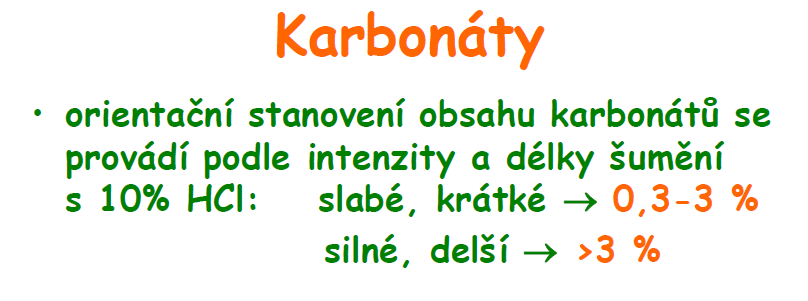 Karbonáty
• orientační stanovení obsahu karbonátů se
provádí podle intenzity a délky šumění
s 10% HCl: slabé, krátké → 0,3-3 %
silné, delší → >3 %